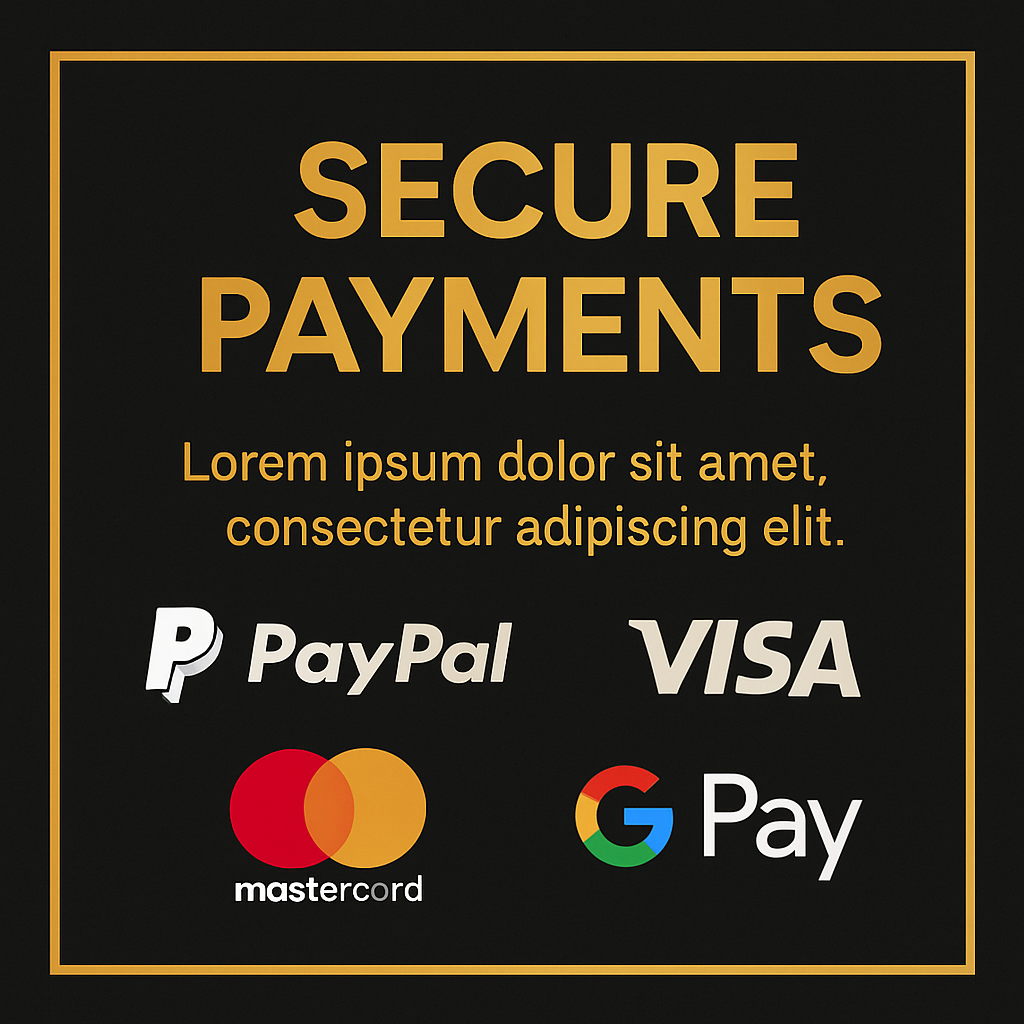 SECURE
PAYMENTS
Lorem ipsum dolor sit amet,
consectetur adipiscing elit.
PayPal
VISA
mastercord
G Pay